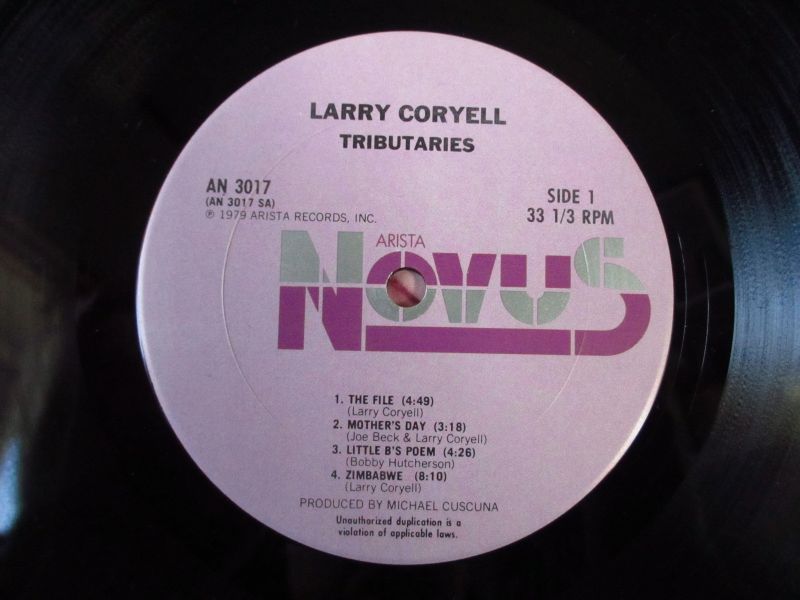 LARRY CORYELL
TRIBUTARIES
AN 3017
(AN 3017 SA)
℗ 1979 ARISTA RECORDS, INC.
SIDE 1
33 1/3 RPM
ARISTA
NOVUS
1. THE FILE (4:49)
(Larry Coryell)
2. MOTHER'S DAY (3:18)
(Joe Beck & Larry Coryell)
3. LITTLE B'S POEM (4:26)
(Bobby Hutcherson)
4. ZIMBABWE (8:10)
(Larry Coryell)
PRODUCED BY MICHAEL CUSCUNA
Unauthorized duplication is a
violation of applicable laws.